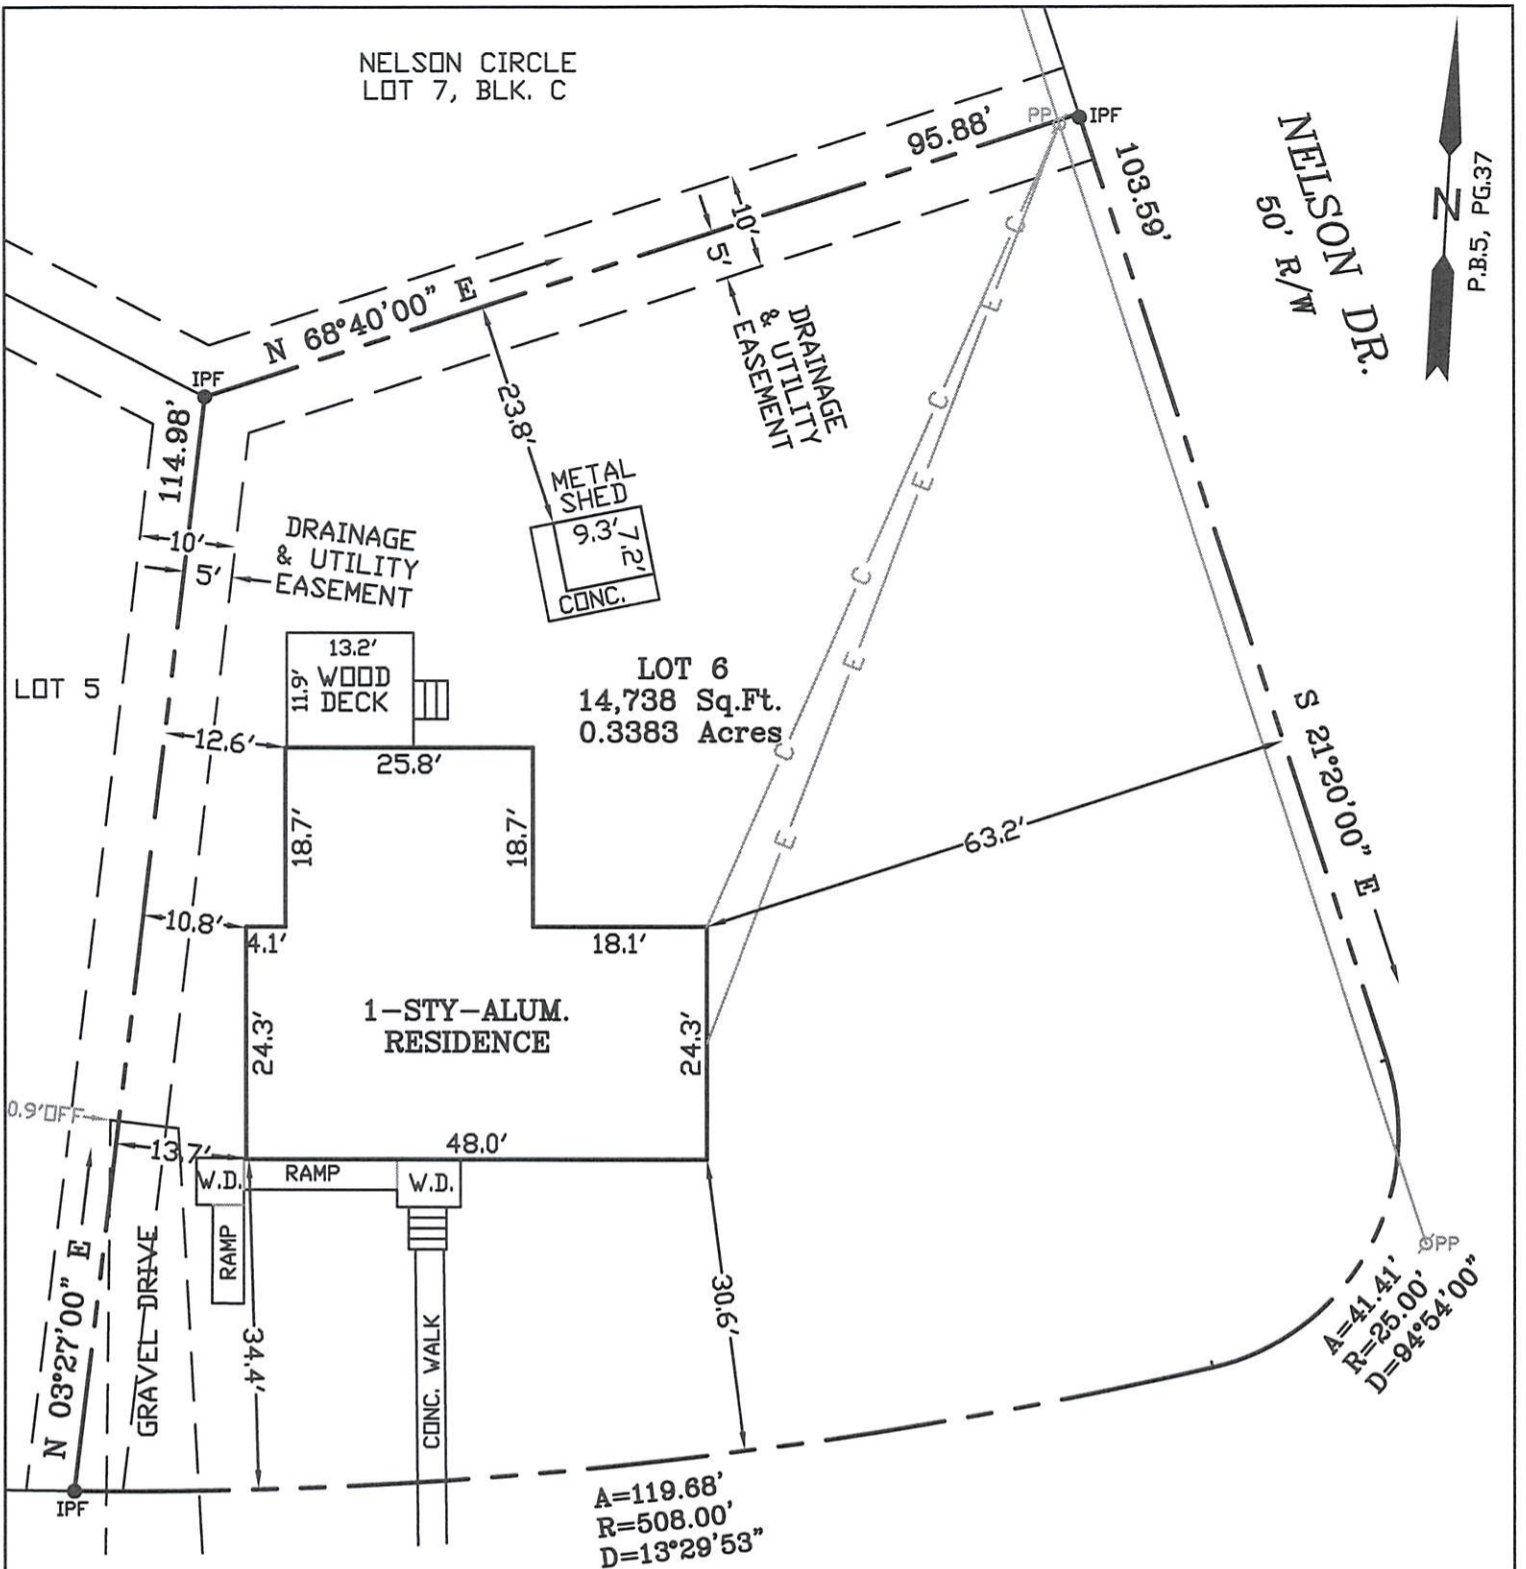 NELSON CIRCLE
LOT 7, BLK. C
PP
IPF
95.88'
103.59'
NELSON DR.
50' R/W
N
P.B.5, PG.37
10'
5'
DRAINAGE
& UTILITY
EASEMENT
N 68°40'00" E
IPF
114.98'
23.8'
C
E
C
E
C
E
C
E
METAL
SHED
9.3'
7.2'
CONC.
10'
5'
DRAINAGE
& UTILITY
EASEMENT
LOT 5
13.2'
11.9'
WOOD
DECK
LOT 6
14,738 Sq.Ft.
0.3383 Acres
12.6'
25.8'
18.7'
18.7'
63.2'
S 21°20'00" E
10.8'
4.1'
18.1'
1-STY-ALUM.
RESIDENCE
24.3'
24.3'
0.9'OFF
13.7'
48.0'
W.D.
RAMP
W.D.
RAMP
N 03°27'00" E
GRAVEL DRIVE
34.4'
CONC. WALK
30.6'
PP
A=41.41'
R=25.00'
D=94°54'00"
IPF
A=119.68'
R=508.00'
D=13°29'53"